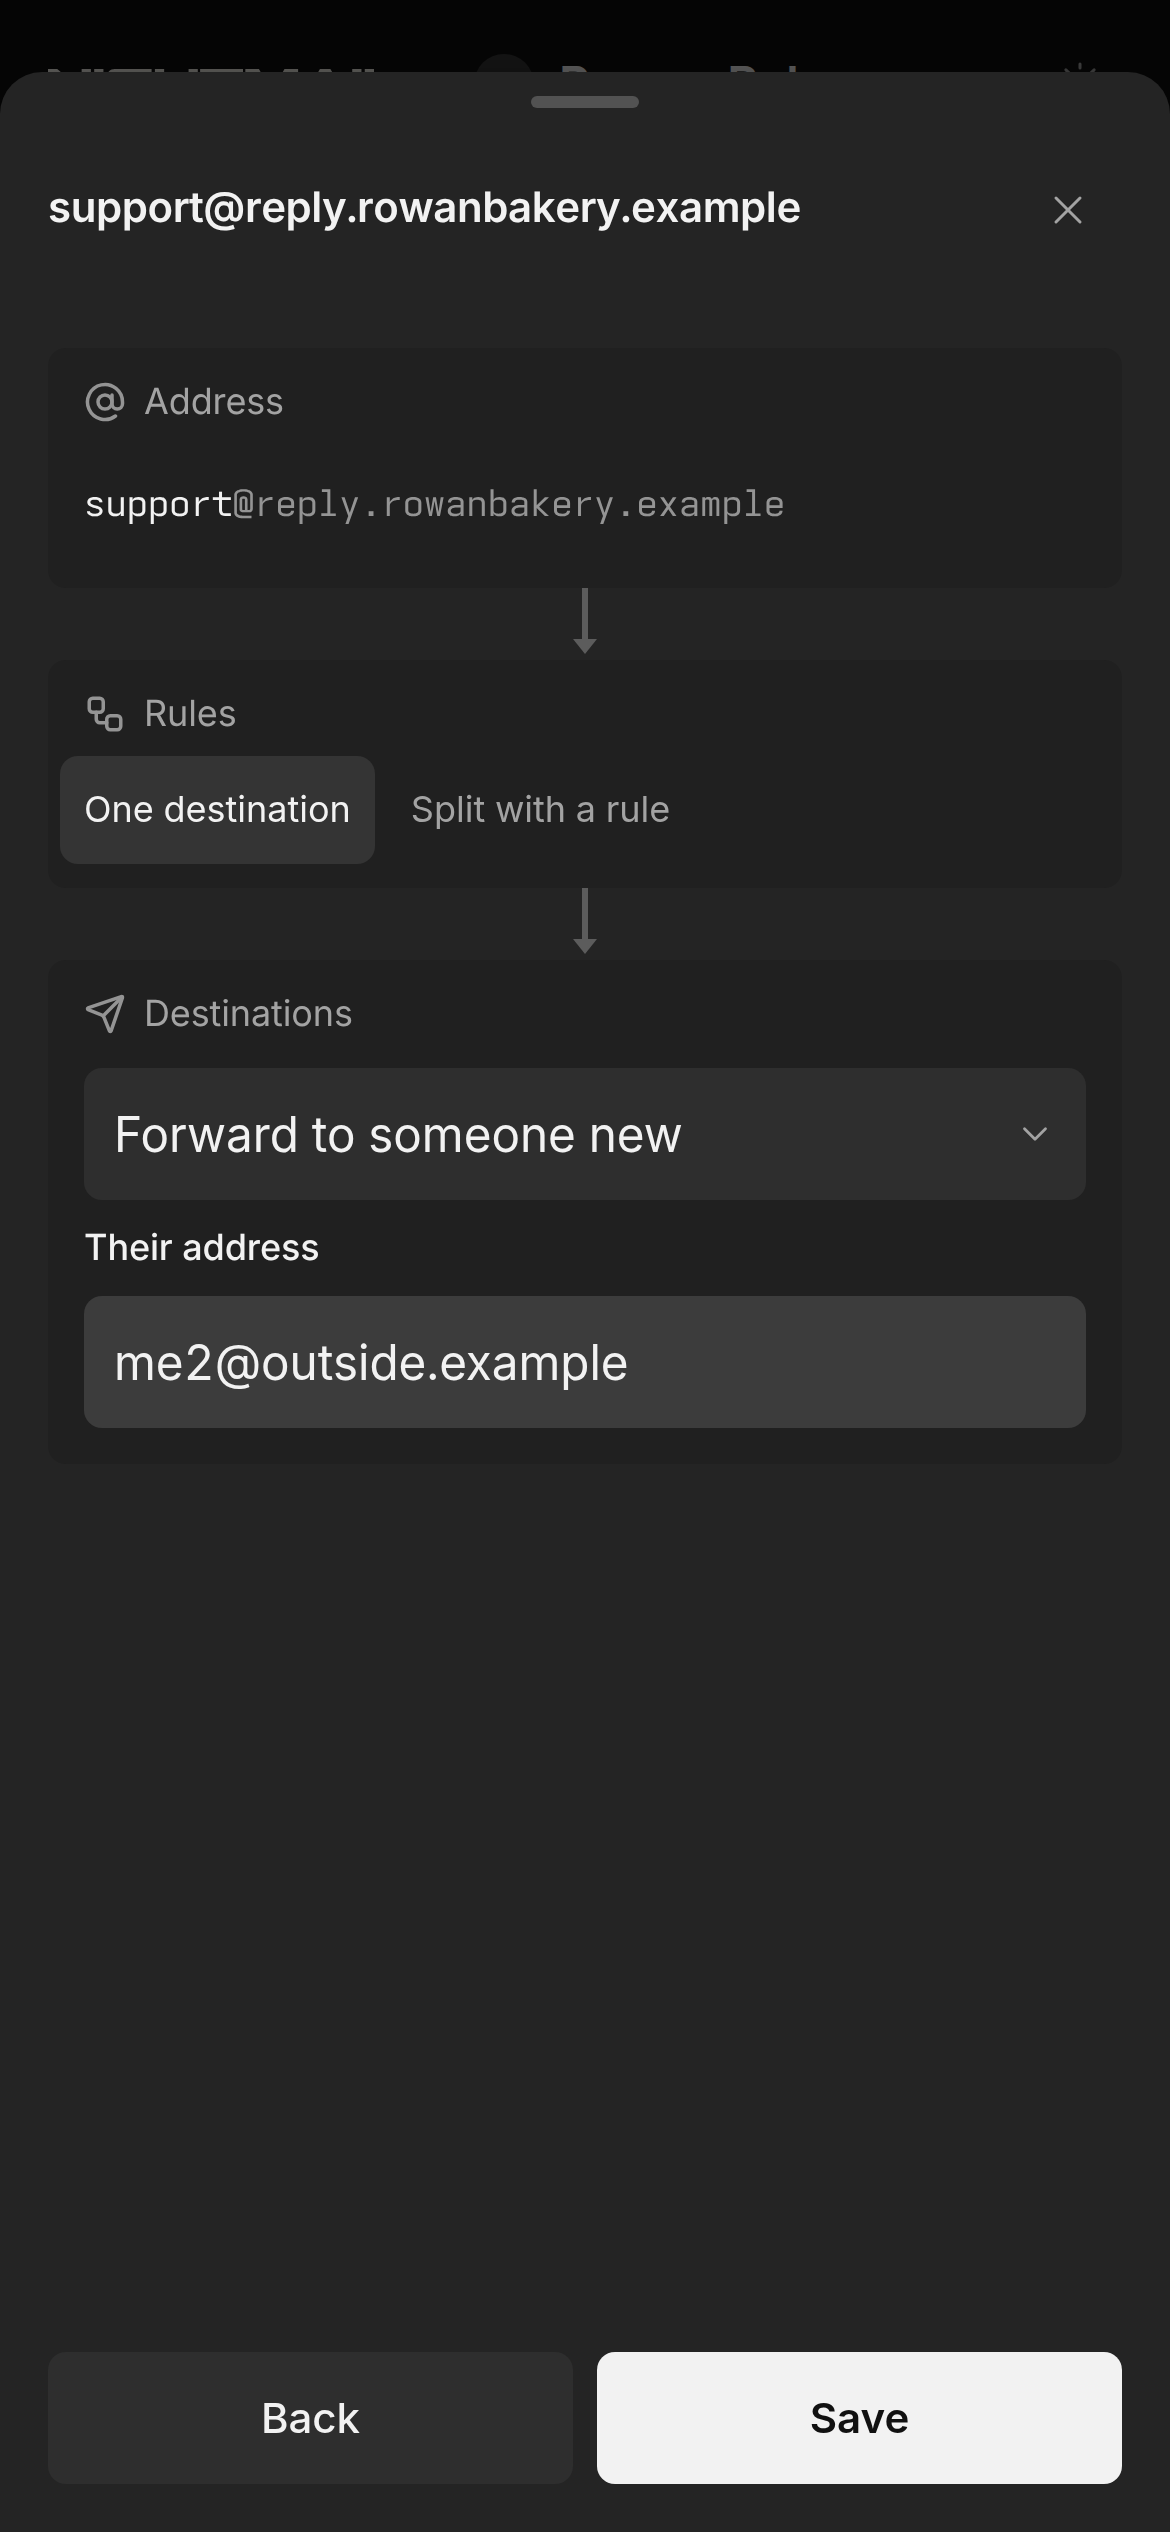 support@reply.rowanbakery.example
Address
support@reply.rowanbakery.example
Rules
One destination
Split with a rule
Destinations
Forward to someone new
Their address
me2@outside.example
Back
Save